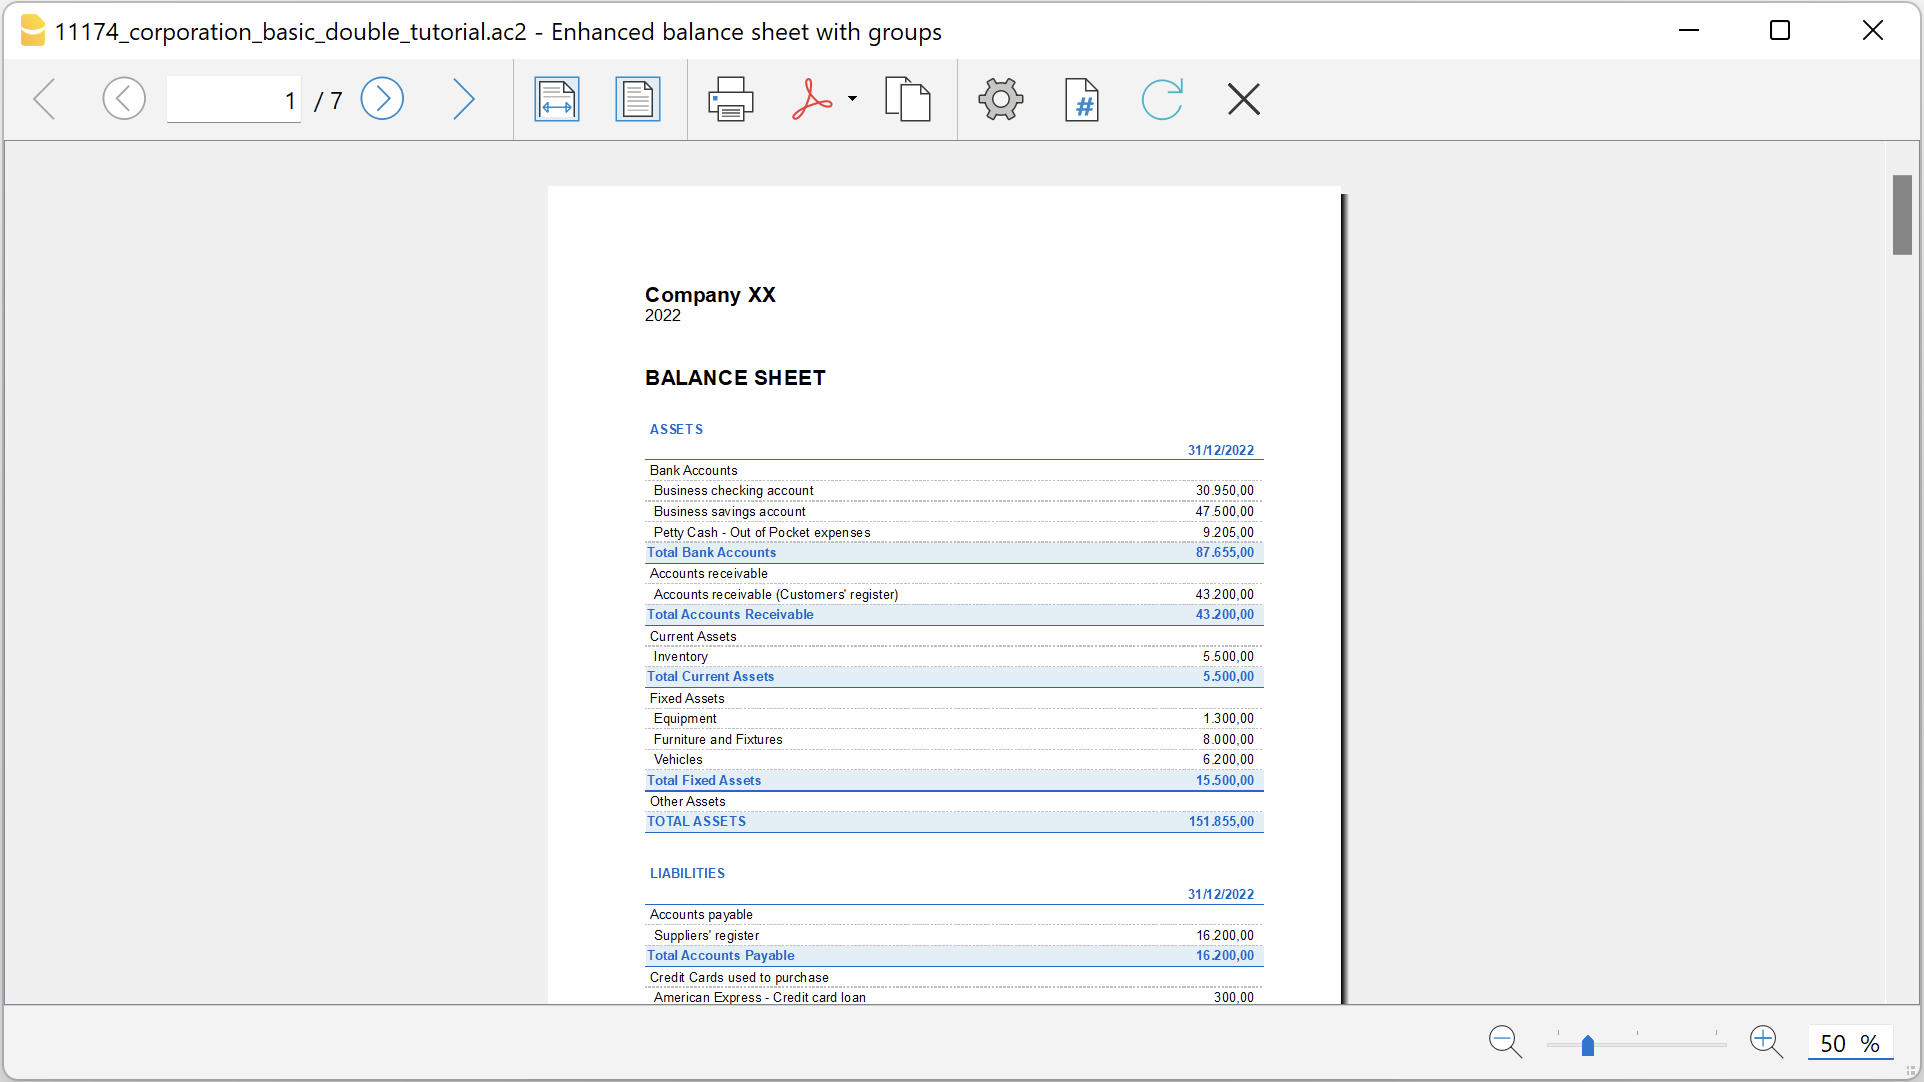 11174_corporation_basic_double_tutorial.ac2 - Enhanced balance sheet with groups
1 / 7
#
Company XX
2022
BALANCE SHEET
ASSETS
31/12/2022
Bank Accounts
Business checking account 30.950,00
Business savings account 47.500,00
Petty Cash - Out of Pocket expenses 9.205,00
Total Bank Accounts 87.655,00
Accounts receivable
Accounts receivable (Customers' register) 43.200,00
Total Accounts Receivable 43.200,00
Current Assets
Inventory 5.500,00
Total Current Assets 5.500,00
Fixed Assets
Equipment 1.300,00
Furniture and Fixtures 8.000,00
Vehicles 6.200,00
Total Fixed Assets 15.500,00
Other Assets
TOTAL ASSETS 151.855,00
LIABILITIES
31/12/2022
Accounts payable
Suppliers' register 16.200,00
Total Accounts Payable 16.200,00
Credit Cards used to purchase
American Express - Credit card loan 300,00
50 %